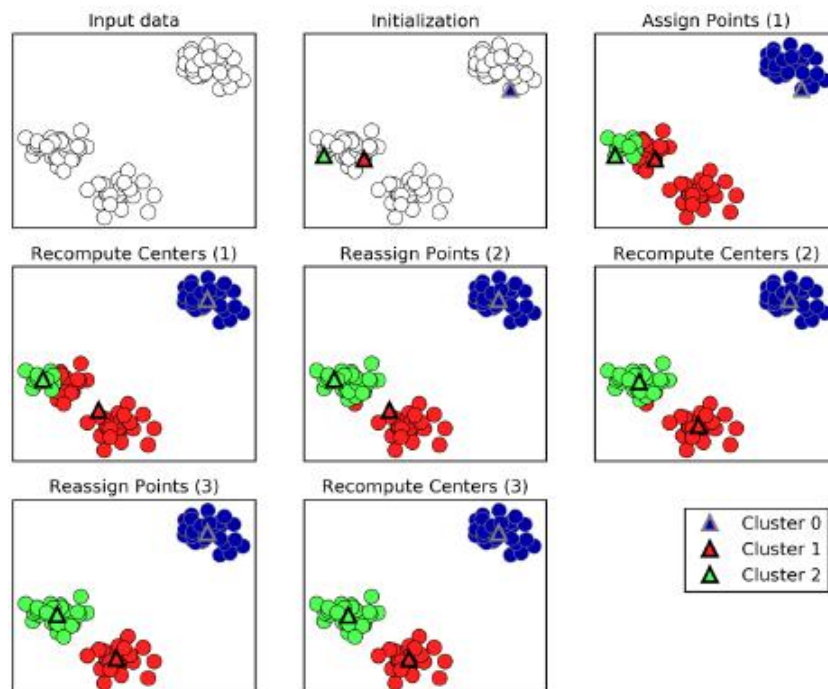 Input data
Initialization
Assign Points (1)
Recompute Centers (1)
Reassign Points (2)
Recompute Centers (2)
Reassign Points (3)
Recompute Centers (3)
Cluster 0
Cluster 1
Cluster 2